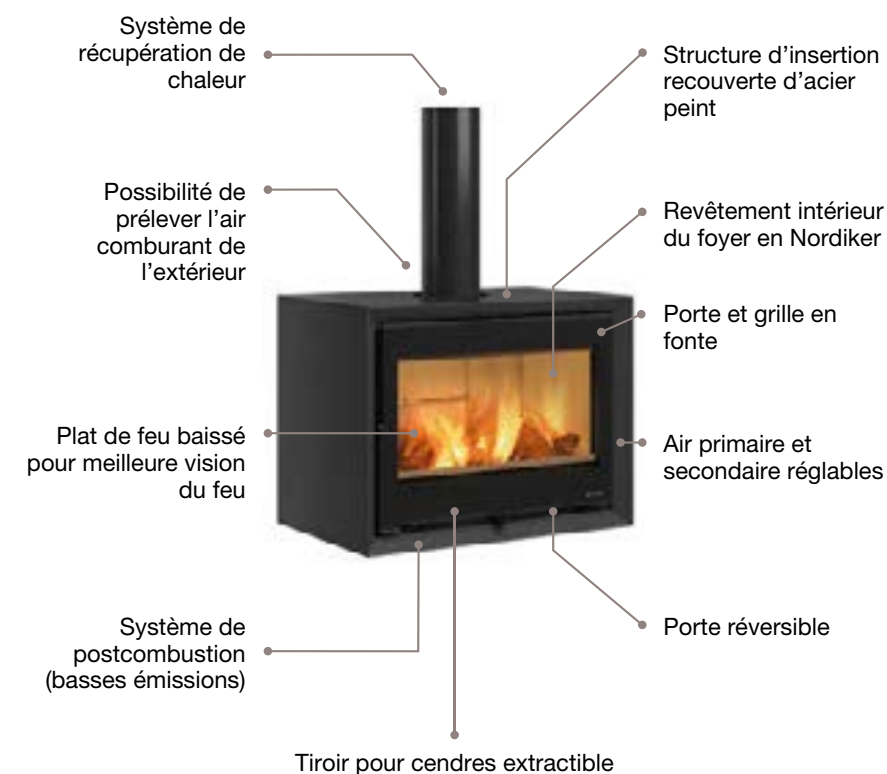 Système de
récupération de
chaleur
Structure d’insertion
recouverte d’acier
peint
Possibilité de
prélever l’air
comburant de
l’extérieur
Revêtement intérieur
du foyer en Nordiker
Porte et grille en
fonte
Plat de feu baissé
pour meilleure vision
du feu
Air primaire et
secondaire réglables
Système de
postcombustion
(basses émissions)
Porte réversible
Tiroir pour cendres extractible